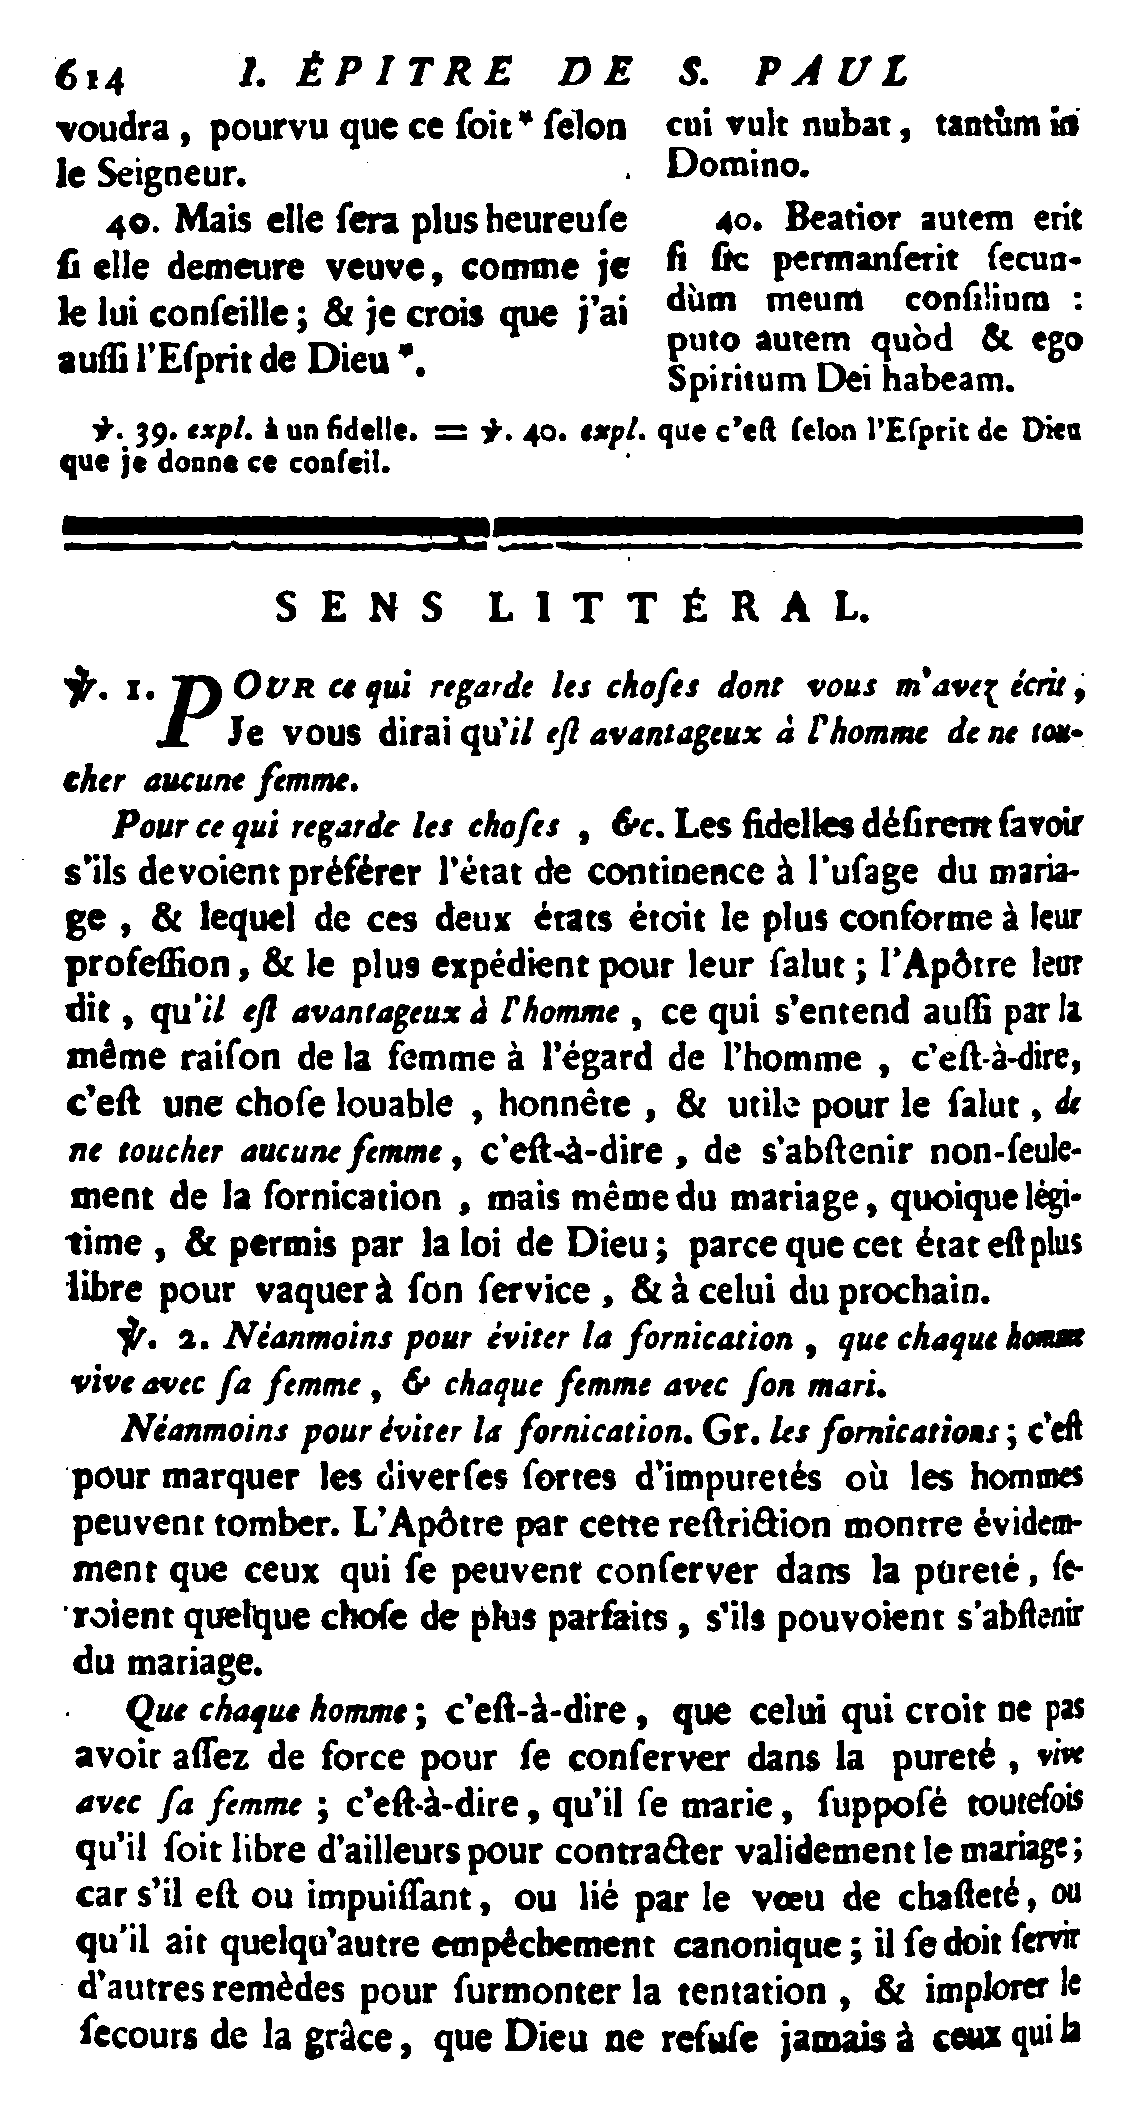 614 I. ÉPITRE DE S. PAUL
voudra, pourvu que ce ſoit * ſelon
le Seigneur.
40. Mais elle ſera plus heureuſe
ſi elle demeure veuve, comme je
le lui conſeille; & je crois que j'ai
auſſi l'Eſprit de Dieu *.
cui vult nubat, tantùm in
Domino.
40. Beatior autem erit
ſi ſic permanſerit ſecun-
dùm meum conſilium :
puto autem quòd & ego
Spiritum Dei habeam.
℣. 39. expl. à un fidelle. = ℣. 40. expl. que c'eſt ſelon l'Eſprit de Dieu
que je donne ce conſeil.
SENS LITTÉRAL.
℣. 1. POUR ce qui regarde les choſes dont vous m'avez écrit,
Je vous dirai qu'il eſt avantageux à l'homme de ne tou-
cher aucune femme.
Pour ce qui regarde les choſes, &c. Les fidelles déſirent ſavoir
s'ils devoient préférer l'état de continence à l'uſage du maria-
ge, & lequel de ces deux états étoit le plus conforme à leur
profeſſion, & le plus expédient pour leur ſalut; l'Apôtre leur
dit, qu'il eſt avantageux à l'homme, ce qui s'entend auſſi par la
même raiſon de la femme à l'égard de l'homme, c'eſt-à-dire,
c'eſt une choſe louable, honnête, & utile pour le ſalut, de
ne toucher aucune femme, c'eſt-à-dire, de s'abſtenir non-ſeule-
ment de la fornication, mais même du mariage, quoique légi-
time, & permis par la loi de Dieu; parce que cet état eſt plus
libre pour vaquer à ſon ſervice, & à celui du prochain.
℣. 2. Néanmoins pour éviter la fornication, que chaque homme
vive avec ſa femme, & chaque femme avec ſon mari.
Néanmoins pour éviter la fornication. Gr. les fornications; c'eſt
pour marquer les diverſes ſortes d'impuretés où les hommes
peuvent tomber. L'Apôtre par cette reſtriction montre évidem-
ment que ceux qui ſe peuvent conſerver dans la pureté, ſe-
roient quelque choſe de plus parfaits, s'ils pouvoient s'abſtenir
du mariage.
Que chaque homme; c'eſt-à-dire, que celui qui croit ne pas
avoir aſſez de force pour ſe conſerver dans la pureté, vive
avec ſa femme; c'eſt-à-dire, qu'il ſe marie, ſuppoſé toutefois
qu'il ſoit libre d'ailleurs pour contracter validement le mariage;
car s'il eſt ou impuiſſant, ou lié par le vœu de chaſteté, ou
qu'il ait quelqu'autre empêchement canonique; il ſe doit ſervir
d'autres remèdes pour ſurmonter la tentation, & implorer le
ſecours de la grâce, que Dieu ne refuſe jamais à ceux qui la